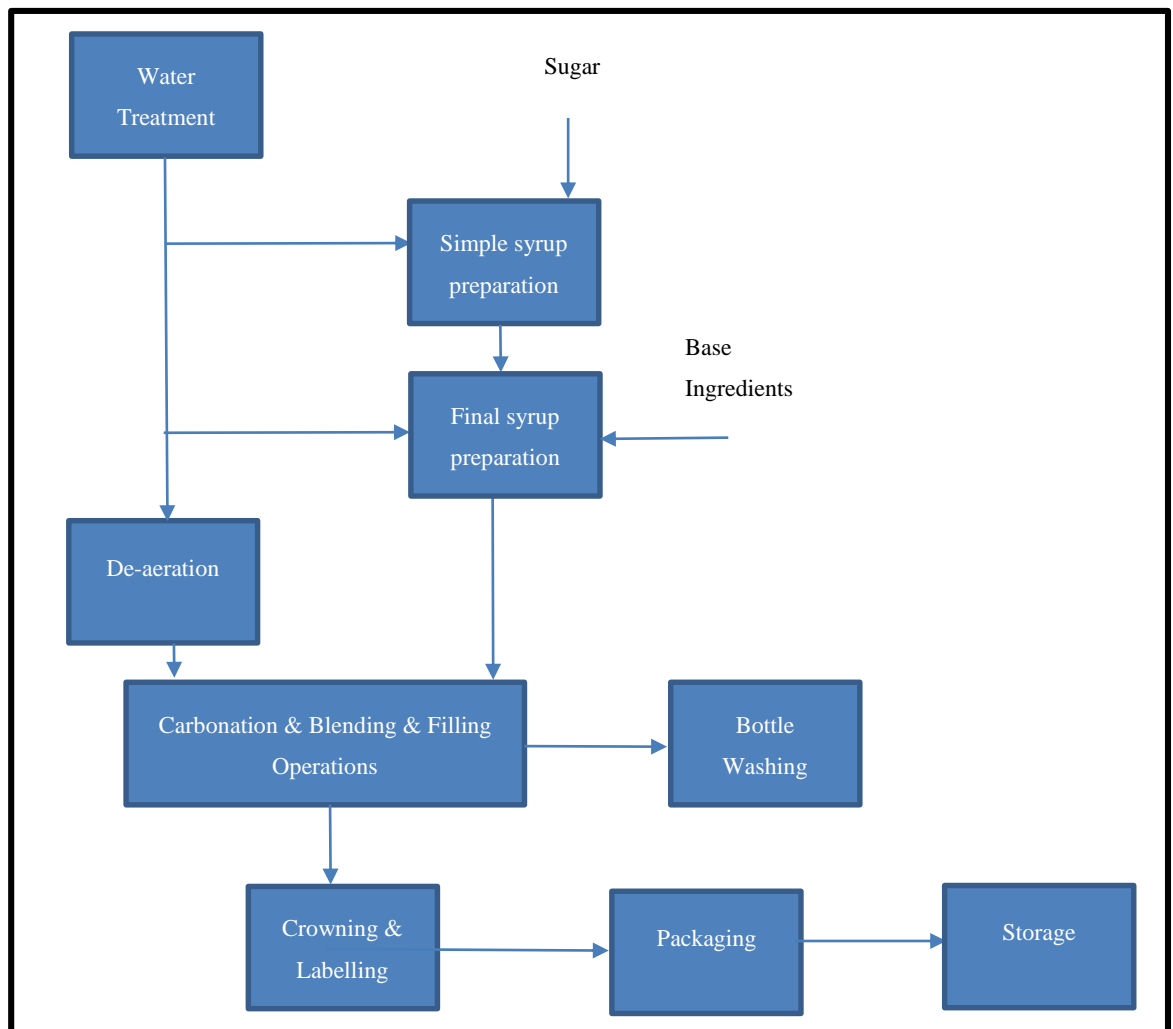 Water
Treatment
Sugar
Simple syrup
preparation
Base
Ingredients
Final syrup
preparation
De-aeration
Carbonation & Blending & Filling
Operations
Bottle
Washing
Crowning &
Labelling
Packaging
Storage